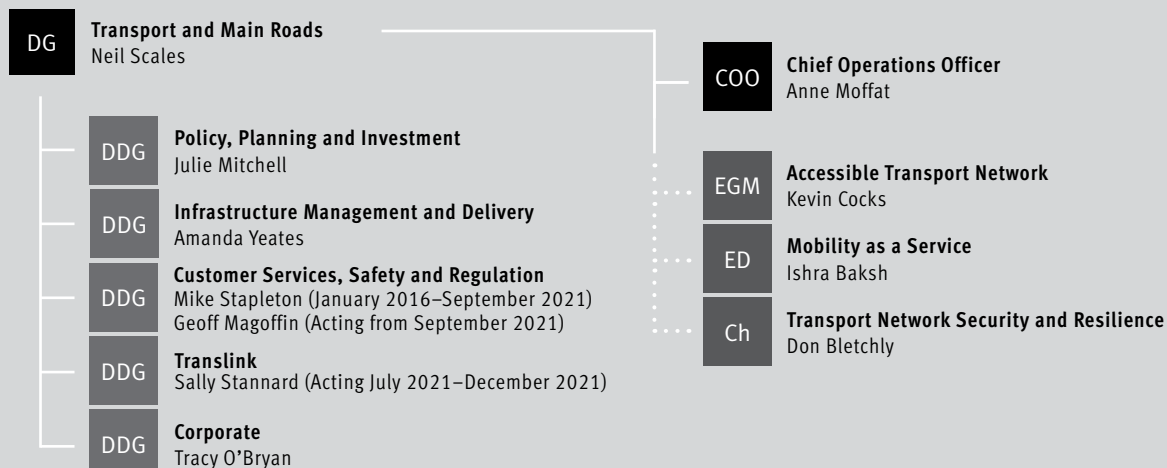 DG
Transport and Main Roads
Neil Scales
DDG
Policy, Planning and Investment
Julie Mitchell
DDG
Infrastructure Management and Delivery
Amanda Yeates
DDG
Customer Services, Safety and Regulation
Mike Stapleton (January 2016–September 2021)
Geoff Magoffin (Acting from September 2021)
DDG
Translink
Sally Stannard (Acting July 2021–December 2021)
DDG
Corporate
Tracy O'Bryan
COO
Chief Operations Officer
Anne Moffat
EGM
Accessible Transport Network
Kevin Cocks
ED
Mobility as a Service
Ishra Baksh
Ch
Transport Network Security and Resilience
Don Bletchly